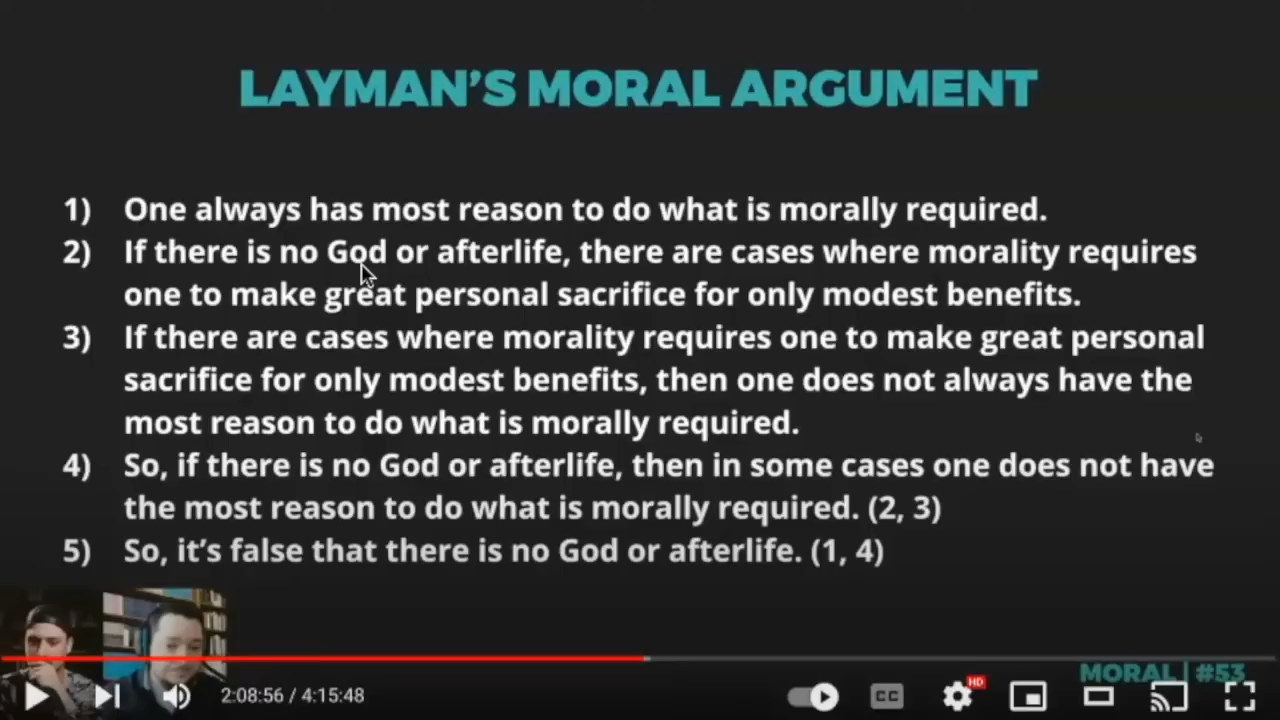 LAYMAN'S MORAL ARGUMENT
1) One always has most reason to do what is morally required.
2) If there is no God or afterlife, there are cases where morality requires
one to make great personal sacrifice for only modest benefits.
3) If there are cases where morality requires one to make great personal
sacrifice for only modest benefits, then one does not always have the
most reason to do what is morally required.
4) So, if there is no God or afterlife, then in some cases one does not have
the most reason to do what is morally required. (2, 3)
5) So, it's false that there is no God or afterlife. (1, 4)
MORAL | #53
2:08:56 / 4:15:48
CC
HD